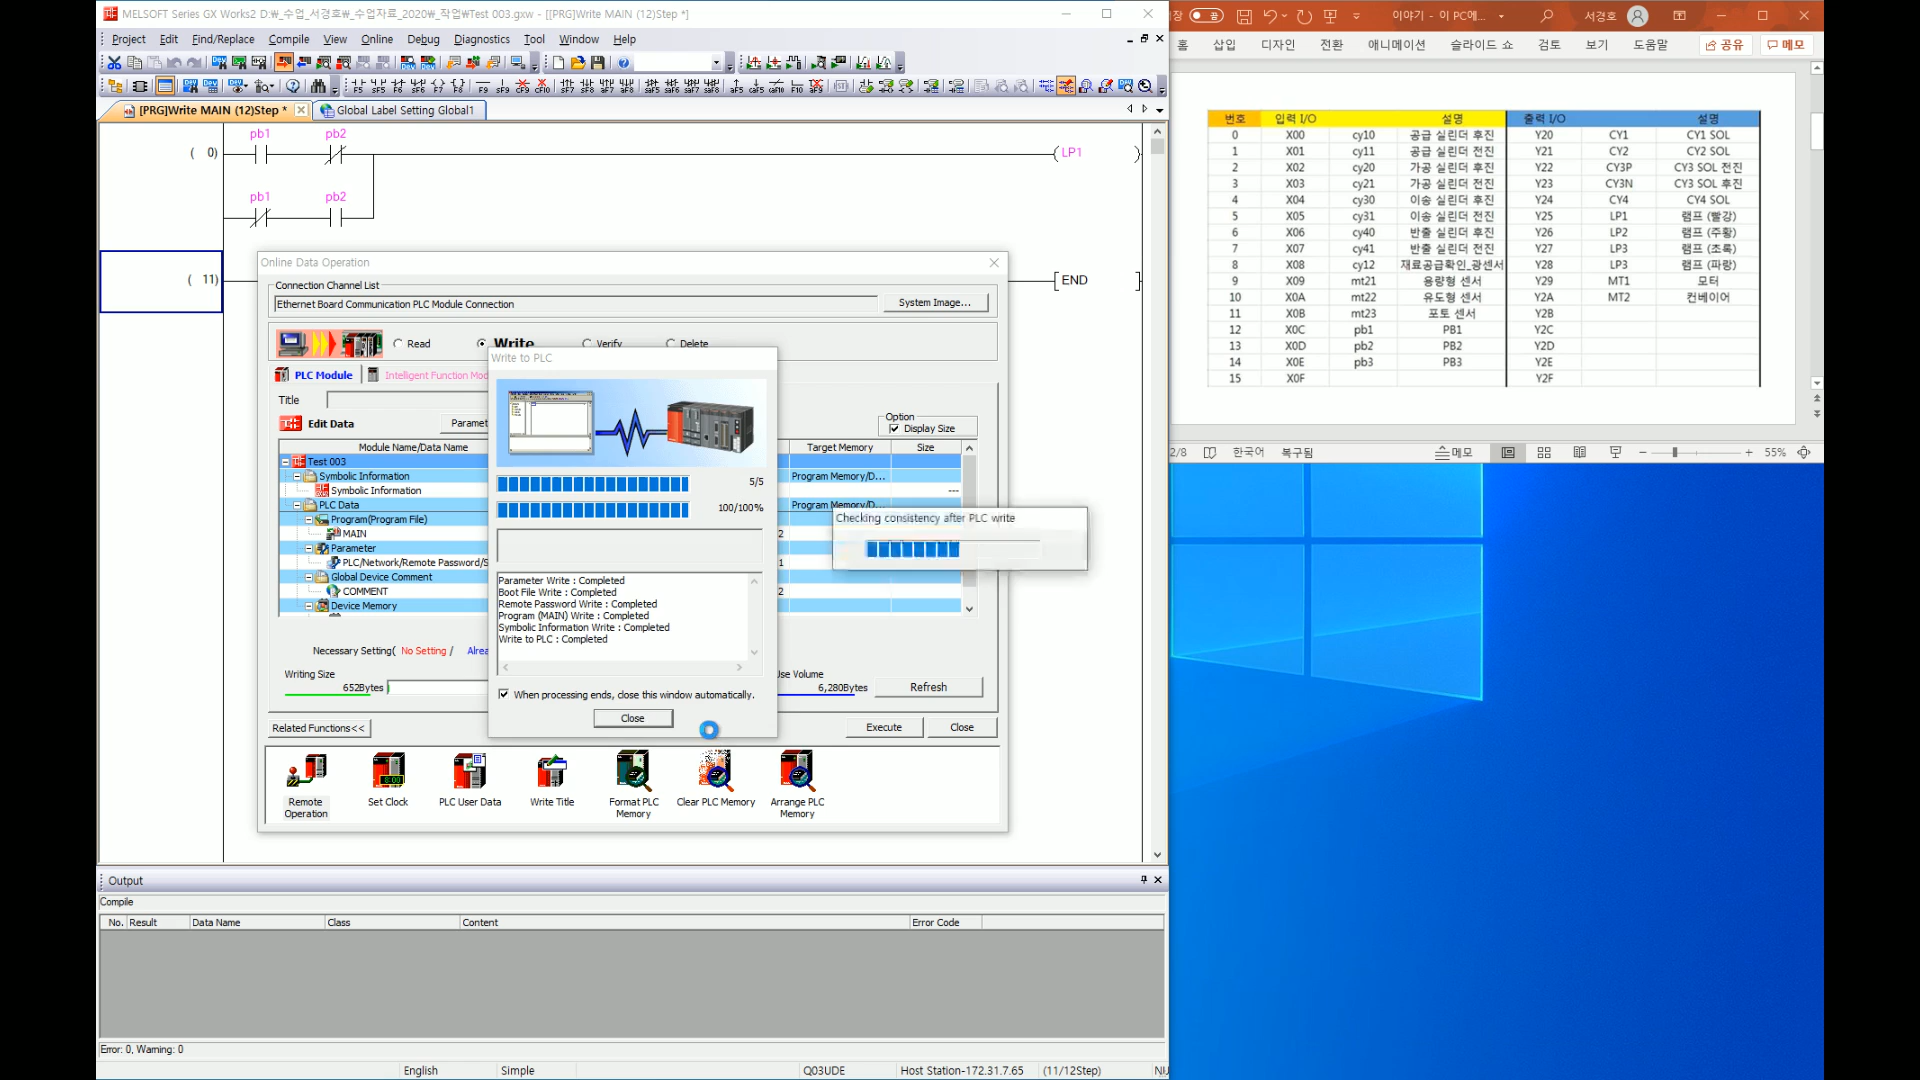 MELSOFT Series GX Works2 D:₩_수업_서경호₩_수업자료_2020₩_작업₩Test 003.gxw - [[PRG]Write MAIN (12)Step *]
Project Edit Find/Replace Compile View Online Debug Diagnostics Tool Window Help
[PRG]Write MAIN (12)Step *
Global Label Setting Global1
pb1 pb2
( 0)
LP1
pb1 pb2
( 11)
END
Online Data Operation
Connection Channel List
Ethernet Board Communication PLC Module Connection
System Image...
Read Write Verify Delete
PLC Module
Intelligent Function Mod
Title
Edit Data
Paramet
Option
Display Size
Module Name/Data Name
Target Memory
Size
Test 003
Symbolic Information
Program Memory/D...
Symbolic Information
---
PLC Data
Program Memory/D...
Program(Program File)
MAIN
2
Parameter
PLC/Network/Remote Password/S
1
Global Device Comment
COMMENT
2
Device Memory
Necessary Setting( No Setting / Alrea
Writing Size
652Bytes
Use Volume
6,280Bytes
Refresh
Related Functions<<
Execute
Close
Remote Operation
Set Clock
PLC User Data
Write Title
Format PLC Memory
Clear PLC Memory
Arrange PLC Memory
Write to PLC
5/5
100/100%
Parameter Write : Completed
Boot File Write : Completed
Remote Password Write : Completed
Program (MAIN) Write : Completed
Symbolic Information Write : Completed
Write to PLC : Completed
When processing ends, close this window automatically.
Close
Checking consistency after PLC write
Output
Compile
No. Result Data Name Class Content Error Code
Error: 0, Warning: 0
English Simple Q03UDE Host Station-172.31.7.65 (11/12Step)
장 끔 이야기 - 이 PC에... 서경호
홈 삽입 디자인 전환 애니메이션 슬라이드 쇼 검토 보기 도움말 공유 메모
번호 입력 I/O 설명 출력 I/O 설명
0 X00 cy10 공급 실린더 후진 Y20 CY1 CY1 SOL
1 X01 cy11 공급 실린더 전진 Y21 CY2 CY2 SOL
2 X02 cy20 가공 실린더 후진 Y22 CY3P CY3 SOL 전진
3 X03 cy21 가공 실린더 전진 Y23 CY3N CY3 SOL 후진
4 X04 cy30 이송 실린더 후진 Y24 CY4 CY4 SOL
5 X05 cy31 이송 실린더 전진 Y25 LP1 램프 (빨강)
6 X06 cy40 반출 실린더 후진 Y26 LP2 램프 (주황)
7 X07 cy41 반출 실린더 전진 Y27 LP3 램프 (초록)
8 X08 cy12 재료공급확인_광센서 Y28 LP3 램프 (파랑)
9 X09 mt21 용량형 센서 Y29 MT1 모터
10 X0A mt22 유도형 센서 Y2A MT2 컨베이어
11 X0B mt23 포토 센서 Y2B
12 X0C pb1 PB1 Y2C
13 X0D pb2 PB2 Y2D
14 X0E pb3 PB3 Y2E
15 X0F Y2F
2/8 한국어 복구됨 메모 55%